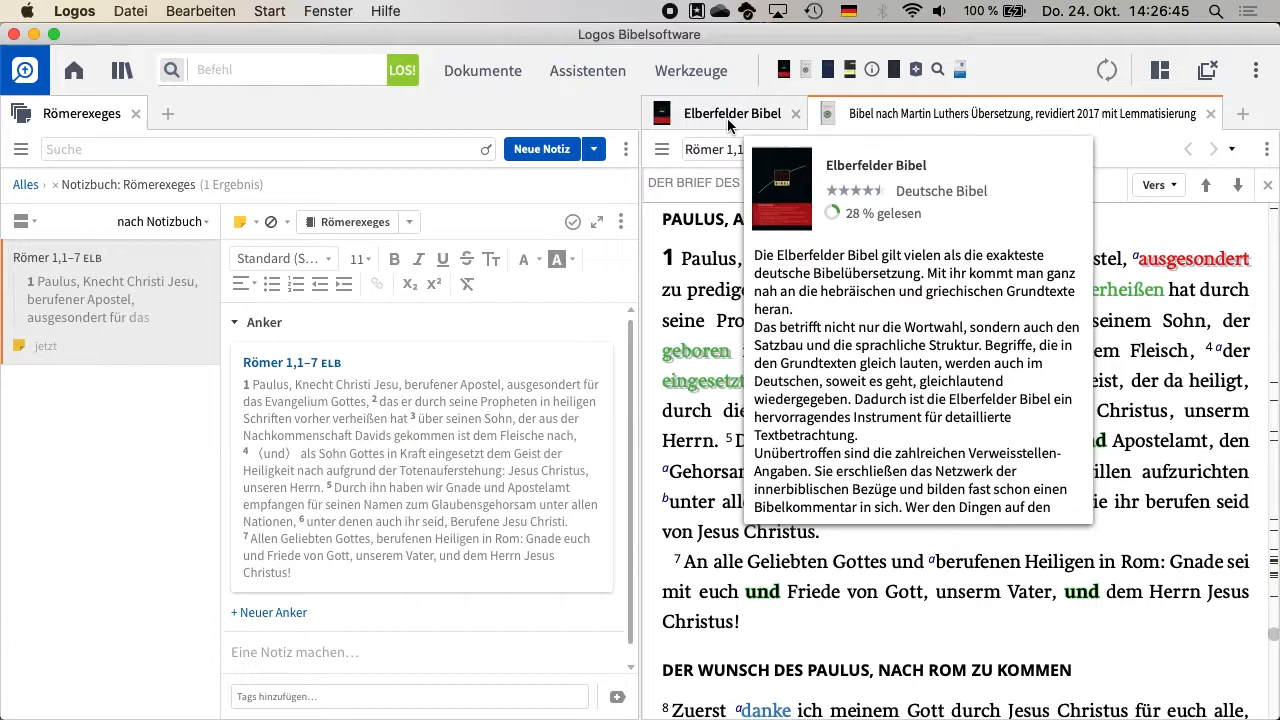 Logos Datei Bearbeiten Start Fenster Hilfe 100 % Do. 24. Okt. 14:26:45
Logos Bibelsoftware
Befehl LOS! Dokumente Assistenten Werkzeuge
Römerexeges
Elberfelder Bibel Bibel nach Martin Luthers Übersetzung, revidiert 2017 mit Lemmatisierung
Suche Neue Notiz
Alles › × Notizbuch: Römerexeges (1 Ergebnis)
nach Notizbuch
Römer 1,1–7 ELB
1 Paulus, Knecht Christi Jesu,
berufener Apostel,
ausgesondert für das
jetzt
Römerexeges
Standard (S… 11 B I U S Tt A A
X₂ X²
Anker
Römer 1,1–7 ELB
1 Paulus, Knecht Christi Jesu, berufener Apostel, ausgesondert für
das Evangelium Gottes, 2 das er durch seine Propheten in heiligen
Schriften vorher verheißen hat 3 über seinen Sohn, der aus der
Nachkommenschaft Davids gekommen ist dem Fleische nach,
4 〈und〉 als Sohn Gottes in Kraft eingesetzt dem Geist der
Heiligkeit nach aufgrund der Totenauferstehung: Jesus Christus,
unseren Herrn. 5 Durch ihn haben wir Gnade und Apostelamt
empfangen für seinen Namen zum Glaubensgehorsam unter allen
Nationen, 6 unter denen auch ihr seid, Berufene Jesu Christi.
7 Allen Geliebten Gottes, berufenen Heiligen in Rom: Gnade euch
und Friede von Gott, unserem Vater, und dem Herrn Jesus
Christus!
+ Neuer Anker
Eine Notiz machen…
Tags hinzufügen…
Römer 1,1
DER BRIEF DES Vers
Elberfelder Bibel
Deutsche Bibel
28 % gelesen
Die Elberfelder Bibel gilt vielen als die exakteste
deutsche Bibelübersetzung. Mit ihr kommt man ganz
nah an die hebräischen und griechischen Grundtexte
heran.
Das betrifft nicht nur die Wortwahl, sondern auch den
Satzbau und die sprachliche Struktur. Begriffe, die in
den Grundtexten gleich lauten, werden auch im
Deutschen, soweit es geht, gleichlautend
wiedergegeben. Dadurch ist die Elberfelder Bibel ein
hervorragendes Instrument für detaillierte
Textbetrachtung.
Unübertroffen sind die zahlreichen Verweisstellen-
Angaben. Sie erschließen das Netzwerk der
innerbiblischen Bezüge und bilden fast schon einen
Bibelkommentar in sich. Wer den Dingen auf den
PAULUS, A
1 Paulus, stel, a ausgesondert
zu predige erheißen hat durch
seine Pro seinem Sohn, der
geboren em Fleisch, 4 a der
eingesetzt eist, der da heiligt,
durch die Christus, unserm
Herrn. 5 D d Apostelamt, den
a Gehorsam illen aufzurichten
b unter all ie ihr berufen seid
von Jesus Christus.
7 An alle Geliebten Gottes und a berufenen Heiligen in Rom: Gnade sei
mit euch und Friede von Gott, unserm Vater, und dem Herrn Jesus
Christus!
DER WUNSCH DES PAULUS, NACH ROM ZU KOMMEN
8 Zuerst a danke ich meinem Gott durch Jesus Christus für euch alle,